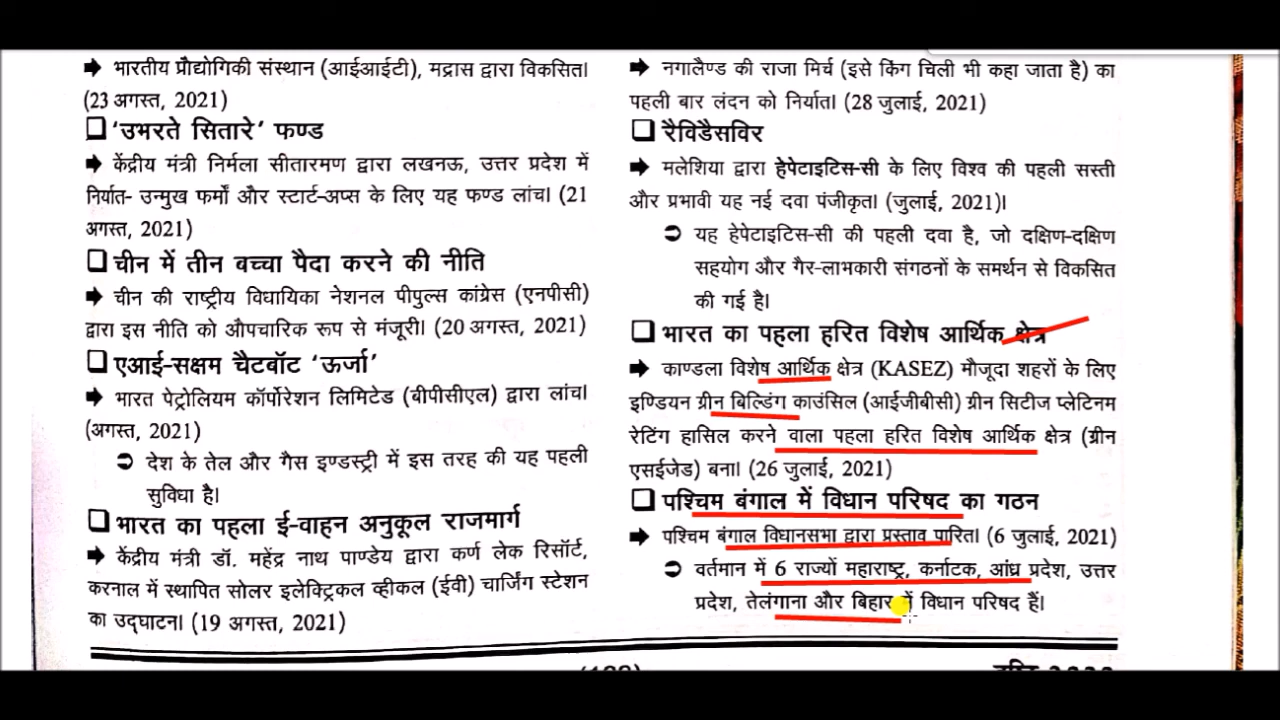 ➡ भारतीय प्रौद्योगिकी संस्थान (आईआईटी), मद्रास द्वारा विकसित।
(23 अगस्त, 2021)
❑ ‘उभरते सितारे’ फण्ड
➡ केंद्रीय मंत्री निर्मला सीतारमण द्वारा लखनऊ, उत्तर प्रदेश में
निर्यात- उन्मुख फर्मों और स्टार्ट-अप्स के लिए यह फण्ड लांच। (21
अगस्त, 2021)
❑ चीन में तीन बच्चा पैदा करने की नीति
➡ चीन की राष्ट्रीय विधायिका नेशनल पीपुल्स कांग्रेस (एनपीसी)
द्वारा इस नीति को औपचारिक रूप से मंजूरी। (20 अगस्त, 2021)
❑ एआई-सक्षम चैटबॉट ‘ऊर्जा’
➡ भारत पेट्रोलियम कॉर्पोरेशन लिमिटेड (बीपीसीएल) द्वारा लांच।
(अगस्त, 2021)
➲ देश के तेल और गैस इण्डस्ट्री में इस तरह की यह पहली
सुविधा है।
❑ भारत का पहला ई-वाहन अनुकूल राजमार्ग
➡ केंद्रीय मंत्री डॉ. महेंद्र नाथ पाण्डेय द्वारा कर्ण लेक रिसॉर्ट,
करनाल में स्थापित सोलर इलेक्ट्रिकल व्हीकल (ईवी) चार्जिंग स्टेशन
का उद्घाटन। (19 अगस्त, 2021)
➡ नगालैण्ड की राजा मिर्च (इसे किंग चिली भी कहा जाता है) का
पहली बार लंदन को निर्यात। (28 जुलाई, 2021)
❑ रैविडैसविर
➡ मलेशिया द्वारा हेपेटाइटिस-सी के लिए विश्व की पहली सस्ती
और प्रभावी यह नई दवा पंजीकृत। (जुलाई, 2021)।
➲ यह हेपेटाइटिस-सी की पहली दवा है, जो दक्षिण-दक्षिण
सहयोग और गैर-लाभकारी संगठनों के समर्थन से विकसित
की गई है।
❑ भारत का पहला हरित विशेष आर्थिक क्षेत्र
➡ काण्डला विशेष आर्थिक क्षेत्र (KASEZ) मौजूदा शहरों के लिए
इण्डियन ग्रीन बिल्डिंग काउंसिल (आईजीबीसी) ग्रीन सिटीज प्लेटिनम
रेटिंग हासिल करने वाला पहला हरित विशेष आर्थिक क्षेत्र (ग्रीन
एसईजेड) बना। (26 जुलाई, 2021)
❑ पश्चिम बंगाल में विधान परिषद का गठन
➡ पश्चिम बंगाल विधानसभा द्वारा प्रस्ताव पारित। (6 जुलाई, 2021)
➲ वर्तमान में 6 राज्यों महाराष्ट्र, कर्नाटक, आंध्र प्रदेश, उत्तर
प्रदेश, तेलंगाना और बिहार में विधान परिषद हैं।